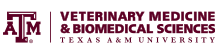 ATM
VETERINARY MEDICINE
& BIOMEDICAL SCIENCES
TEXAS A&M UNIVERSITY